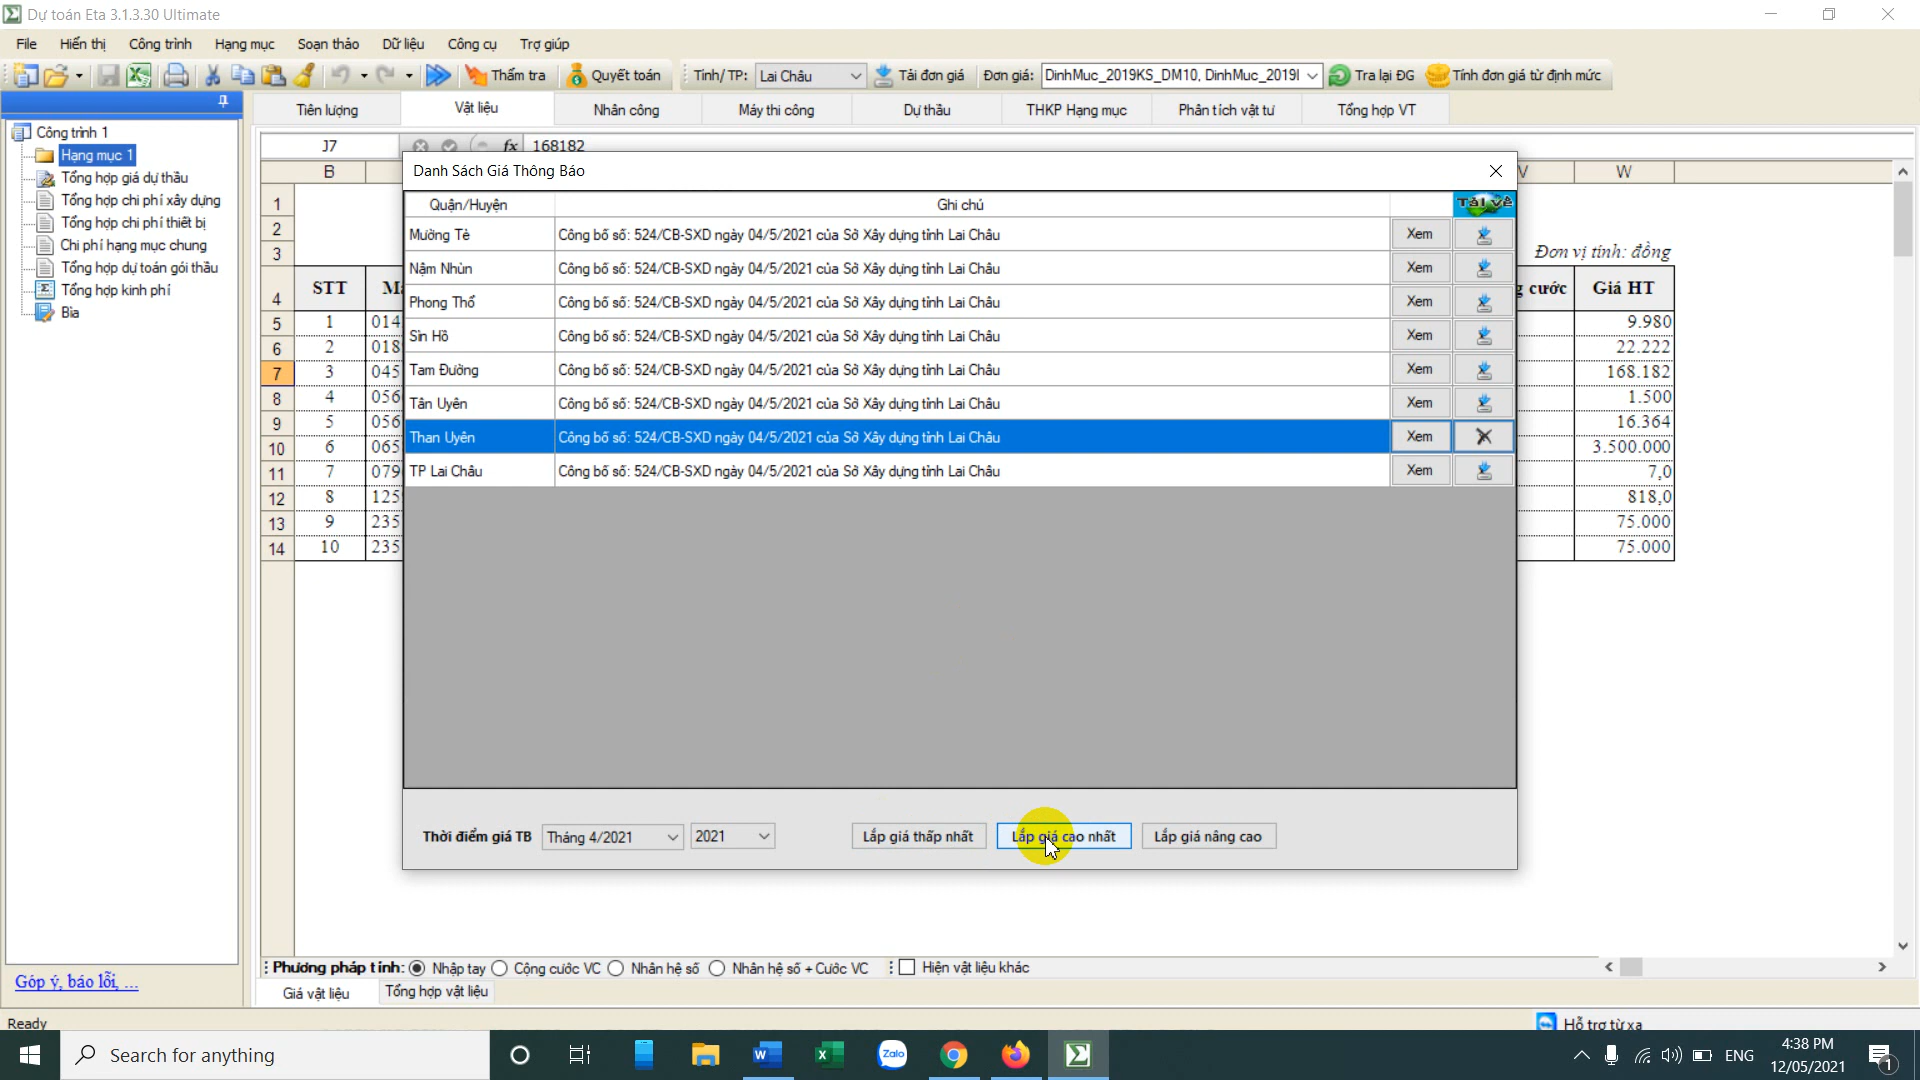 Dự toán Eta 3.1.3.30 Ultimate
File Hiển thị Công trình Hạng mục Soạn thảo Dữ liệu Công cụ Trợ giúp
Thẩm tra Quyết toán Tỉnh/ TP: Lai Châu Tải đơn giá Đơn giá: DinhMuc_2019KS_DM10, DinhMuc_2019I Tra lại ĐG Tính đơn giá từ định mức
Tiên lượng Vật liệu Nhân công Máy thi công Dự thầu THKP Hạng mục Phân tích vật tư Tổng hợp VT
Công trình 1
Hạng mục 1
Tổng hợp giá dự thầu
Tổng hợp chi phí xây dựng
Tổng hợp chi phí thiết bị
Chi phí hạng mục chung
Tổng hợp dự toán gói thầu
Tổng hợp kinh phí
Bìa
J7 fx 168182
B V W
Danh Sách Giá Thông Báo
Quận/Huyện Ghi chú Tải về
Mường Tè Công bố số: 524/CB-SXD ngày 04/5/2021 của Sở Xây dựng tỉnh Lai Châu Xem
Nậm Nhùn Công bố số: 524/CB-SXD ngày 04/5/2021 của Sở Xây dựng tỉnh Lai Châu Xem
Phong Thổ Công bố số: 524/CB-SXD ngày 04/5/2021 của Sở Xây dựng tỉnh Lai Châu Xem
Sìn Hồ Công bố số: 524/CB-SXD ngày 04/5/2021 của Sở Xây dựng tỉnh Lai Châu Xem
Tam Đường Công bố số: 524/CB-SXD ngày 04/5/2021 của Sở Xây dựng tỉnh Lai Châu Xem
Tân Uyên Công bố số: 524/CB-SXD ngày 04/5/2021 của Sở Xây dựng tỉnh Lai Châu Xem
Than Uyên Công bố số: 524/CB-SXD ngày 04/5/2021 của Sở Xây dựng tỉnh Lai Châu Xem
TP Lai Châu Công bố số: 524/CB-SXD ngày 04/5/2021 của Sở Xây dựng tỉnh Lai Châu Xem
Thời điểm giá TB Tháng 4/2021 2021 Lắp giá thấp nhất Lắp giá cao nhất Lắp giá nâng cao
1
2
3 Đơn vị tính: đồng
4 STT cước Giá HT
5 1 014 9.980
6 2 018 22.222
7 3 045 168.182
8 4 056 1.500
9 5 056 16.364
10 6 065 3.500.000
11 7 079 7,0
12 8 125 818,0
13 9 235 75.000
14 10 235 75.000
Phương pháp tính: Nhập tay Cộng cước VC Nhân hệ số Nhân hệ số + Cước VC Hiện vật liệu khác
Góp ý, báo lỗi, ...
Giá vật liệu Tổng hợp vật liệu
Ready Hỗ trợ từ xa
Search for anything Zalo ENG 4:38 PM
12/05/2021 1